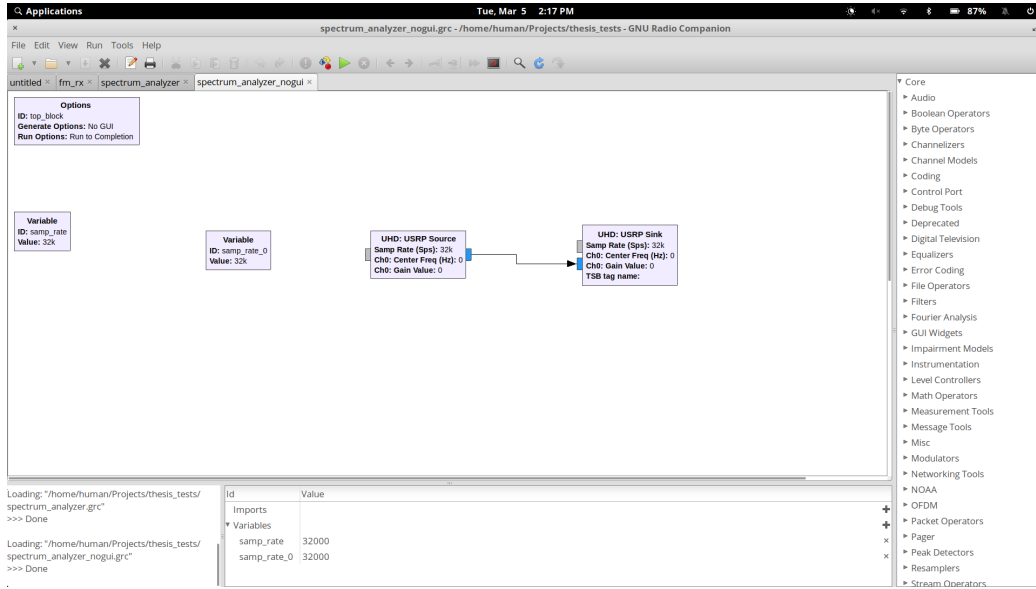 Applications
Tue, Mar 5 2:17 PM
87%
spectrum_analyzer_nogui.grc - /home/human/Projects/thesis_tests - GNU Radio Companion
File Edit View Run Tools Help
untitled × fm_rx × spectrum_analyzer × spectrum_analyzer_nogui ×
Options
ID: top_block
Generate Options: No GUI
Run Options: Run to Completion
Variable
ID: samp_rate
Value: 32k
Variable
ID: samp_rate_0
Value: 32k
UHD: USRP Source
Samp Rate (Sps): 32k
Ch0: Center Freq (Hz): 0
Ch0: Gain Value: 0
UHD: USRP Sink
Samp Rate (Sps): 32k
Ch0: Center Freq (Hz): 0
Ch0: Gain Value: 0
TSB tag name:
Core
Audio
Boolean Operators
Byte Operators
Channelizers
Channel Models
Coding
Control Port
Debug Tools
Deprecated
Digital Television
Equalizers
Error Coding
File Operators
Filters
Fourier Analysis
GUI Widgets
Impairment Models
Instrumentation
Level Controllers
Math Operators
Measurement Tools
Message Tools
Misc
Modulators
Networking Tools
NOAA
OFDM
Packet Operators
Pager
Peak Detectors
Resamplers
Stream Operators
Loading: "/home/human/Projects/thesis_tests/
spectrum_analyzer.grc"
>>> Done
Loading: "/home/human/Projects/thesis_tests/
spectrum_analyzer_nogui.grc"
>>> Done
Id Value
Imports
Variables
samp_rate 32000
samp_rate_0 32000